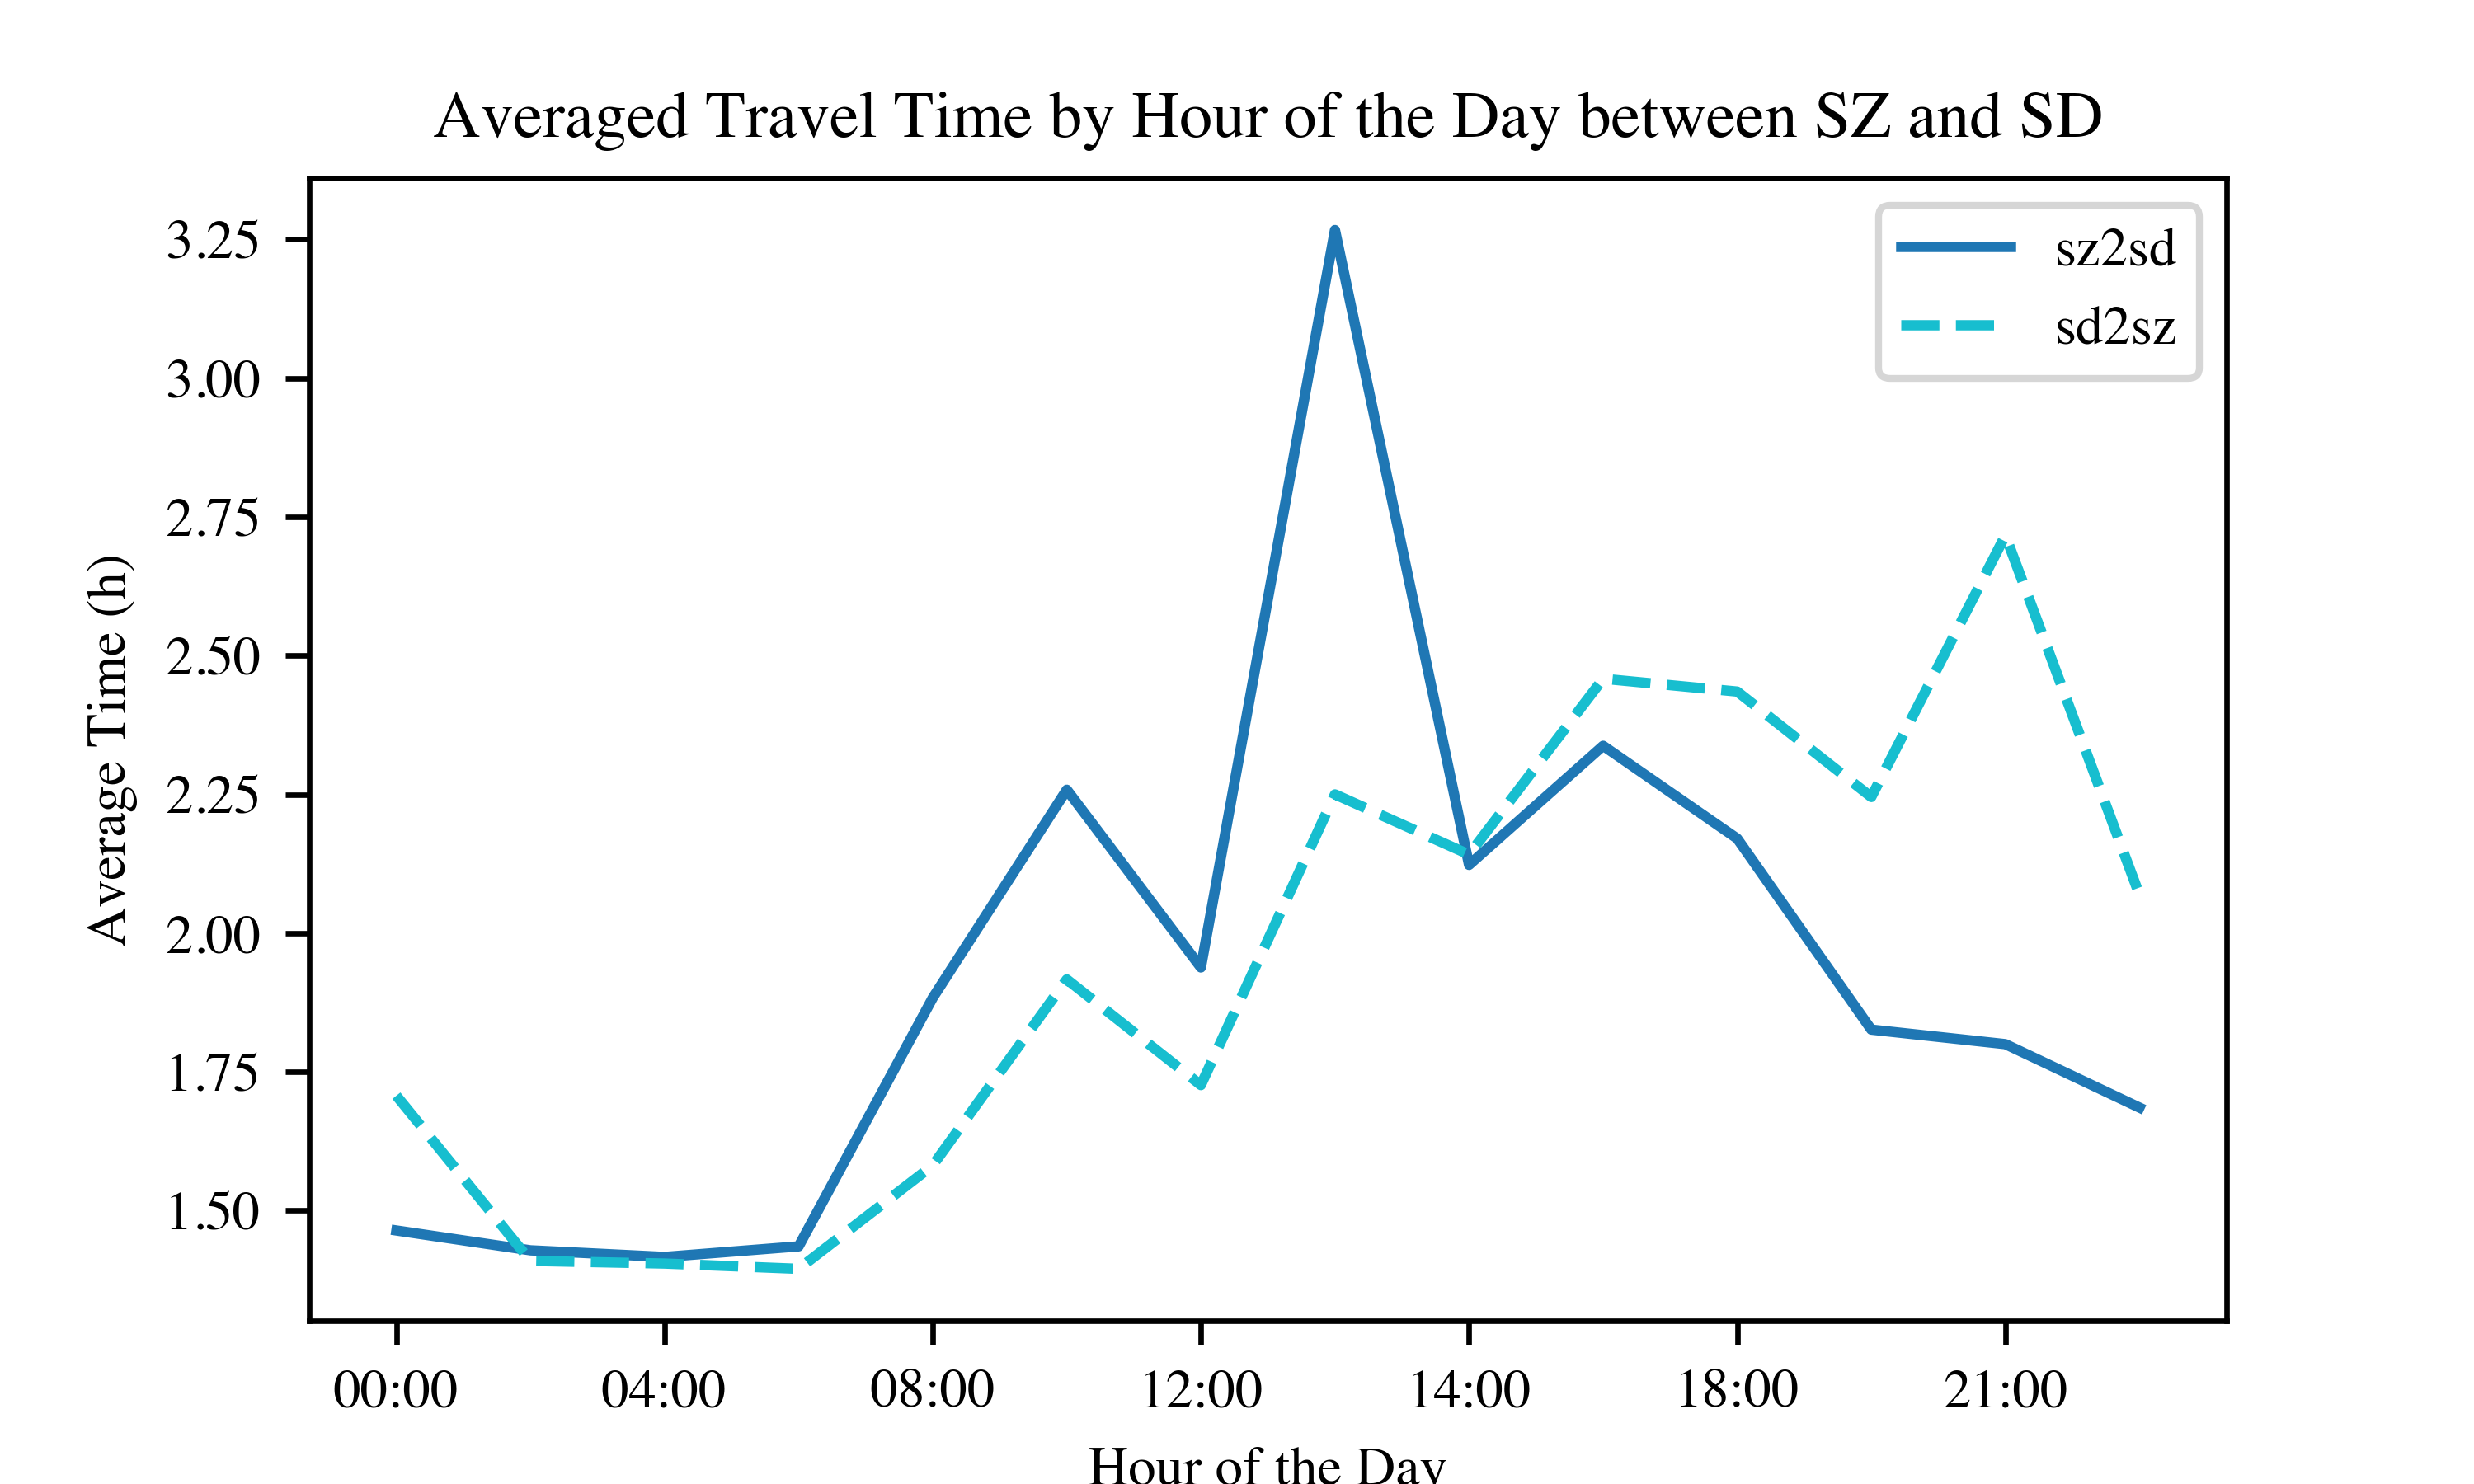 Averaged Travel Time by Hour of the Day between SZ and SD
sz2sd
sd2sz
Average Time (h)
3.25
3.00
2.75
2.50
2.25
2.00
1.75
1.50
00:00 04:00 08:00 12:00 14:00 18:00 21:00
Hour of the Day